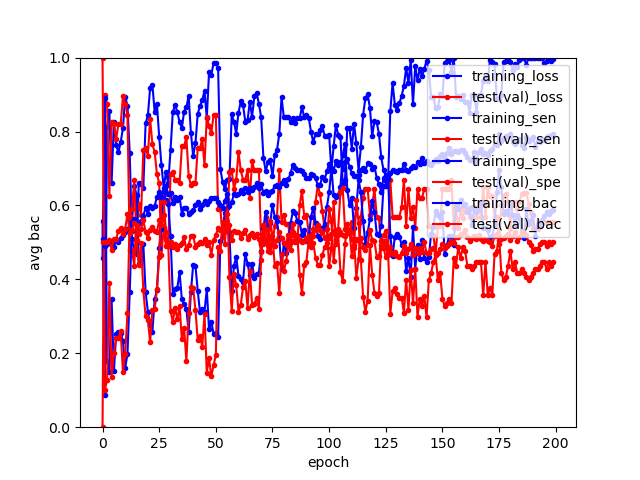 1.0
0.8
0.6
0.4
0.2
0.0
avg bac
0
25
50
75
100
125
150
175
200
epoch
training_loss
test(val)_loss
training_sen
test(val)_sen
training_spe
test(val)_spe
training_bac
test(val)_bac